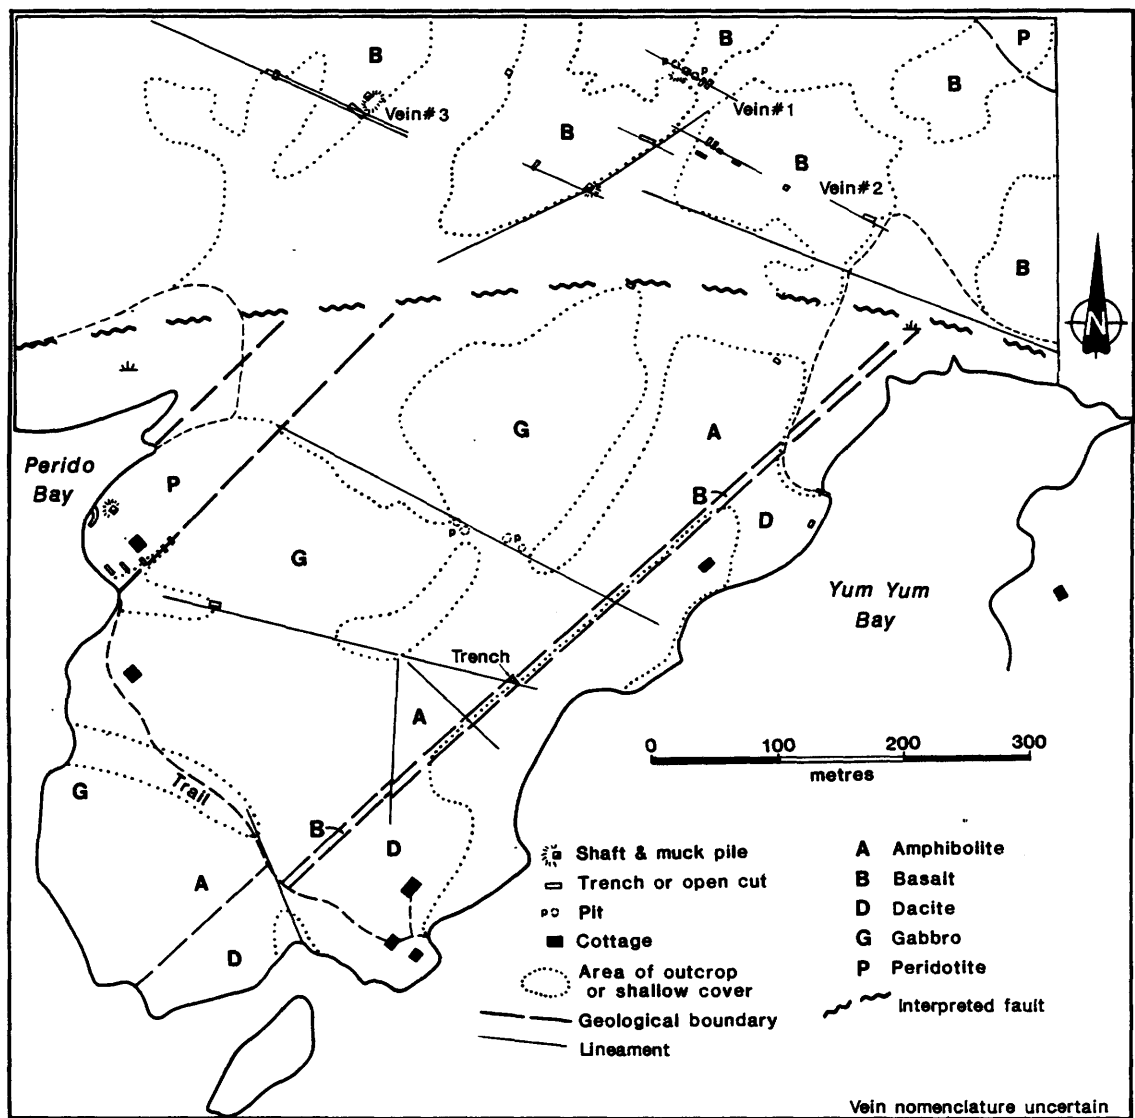 B
B
P
B
Vein#3
Vein#1
B
B
Vein#2
B
N
G
A
Perido
Bay
P
B
D
G
Yum Yum
Bay
Trench
A
0 100 200 300
metres
G
Trail
B
D
A
D
Shaft & muck pile
Trench or open cut
Pit
Cottage
Area of outcrop
or shallow cover
Geological boundary
Lineament
A Amphibolite
B Basalt
D Dacite
G Gabbro
P Peridotite
Interpreted fault
Vein nomenclature uncertain